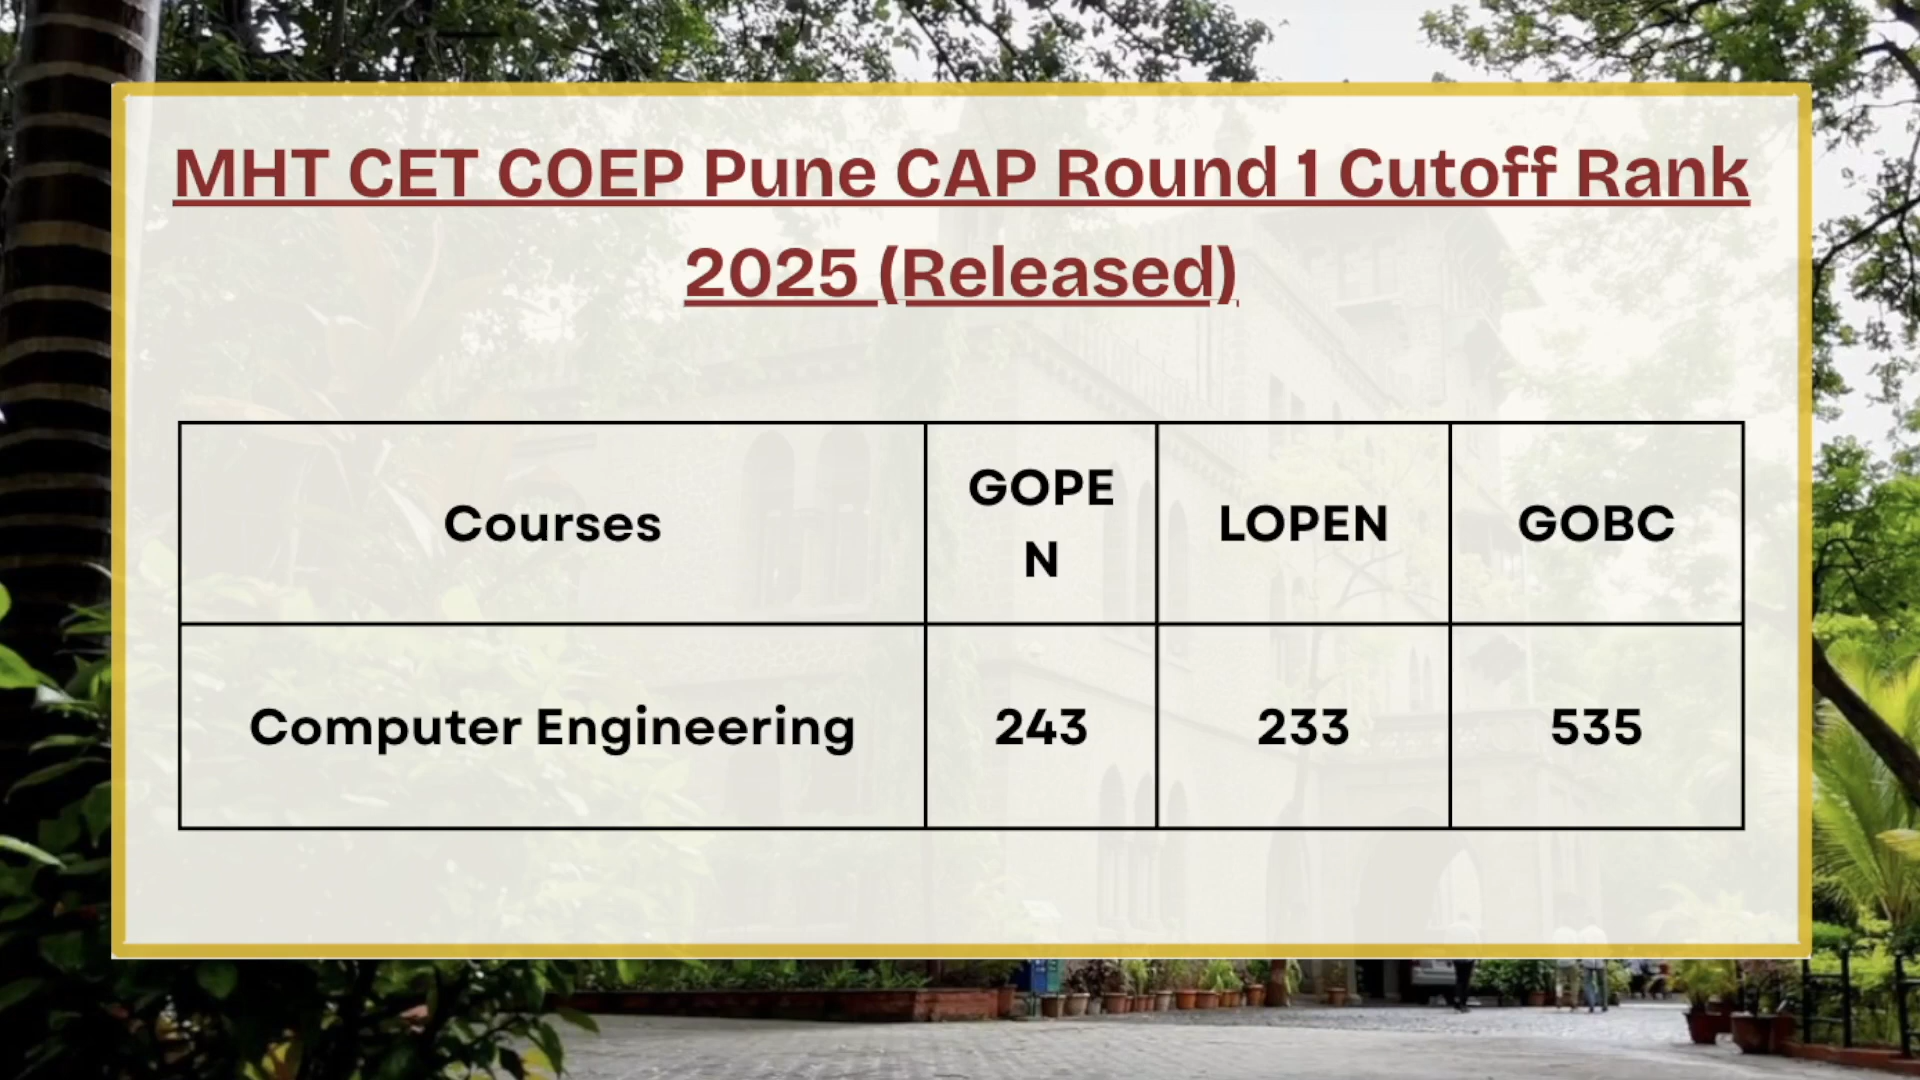 MHT CET COEP Pune CAP Round 1 Cutoff Rank
2025 (Released)
Courses
GOPE
N
LOPEN
GOBC
Computer Engineering
243
233
535